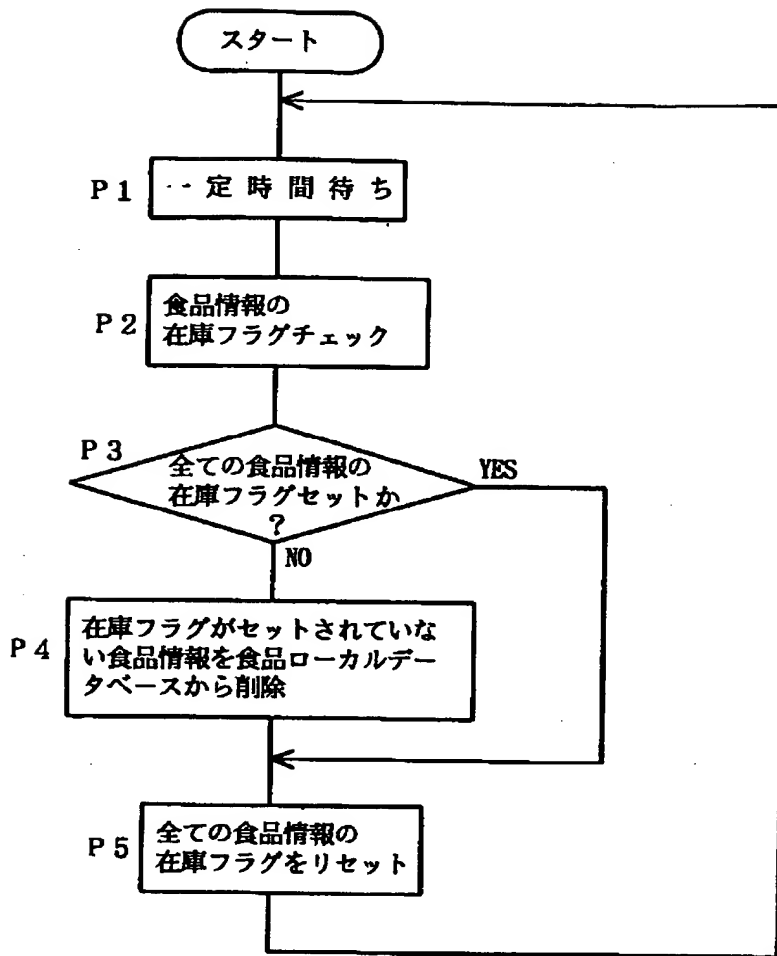 スタート
P1 一定時間待ち
P2
食品情報の
在庫フラグチェック
P3
全ての食品情報の
在庫フラグセットか
?
YES
NO
P4
在庫フラグがセットされていな
い食品情報を食品ローカルデー
タベースから削除
P5
全ての食品情報の
在庫フラグをリセット